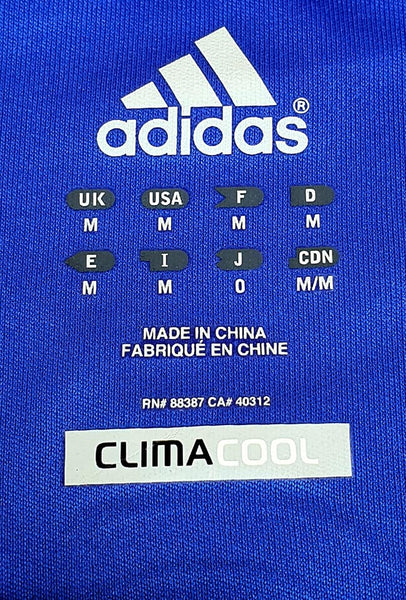 adidas®
UK USA F D
M M M M
E I J CDN
M M O M/M
MADE IN CHINA
FABRIQUÉ EN CHINE
RN# 88387 CA# 40312
CLIMACOOL